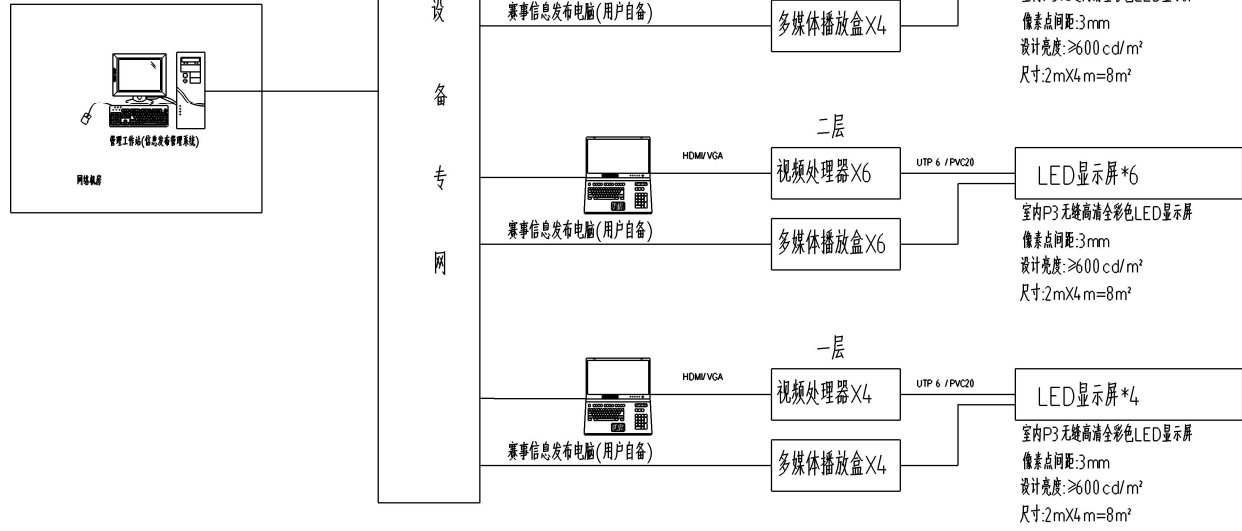 设
备
专
网
管理工作站(信息发布管理系统)
网络机房
赛事信息发布电脑(用户自备)
多媒体播放盒X4
像素点间距:3mm
设计亮度:≥600cd/m²
尺寸:2mX4m=8m²
二层
HDMI/VGA
视频处理器X6
UTP 6 /PVC20
LED显示屏*6
赛事信息发布电脑(用户自备)
多媒体播放盒X6
室内P3无缝高清全彩色LED显示屏
像素点间距:3mm
设计亮度:≥600cd/m²
尺寸:2mX4m=8m²
一层
HDMI/VGA
视频处理器X4
UTP 6 /PVC20
LED显示屏*4
赛事信息发布电脑(用户自备)
多媒体播放盒X4
室内P3无缝高清全彩色LED显示屏
像素点间距:3mm
设计亮度:≥600cd/m²
尺寸:2mX4m=8m²